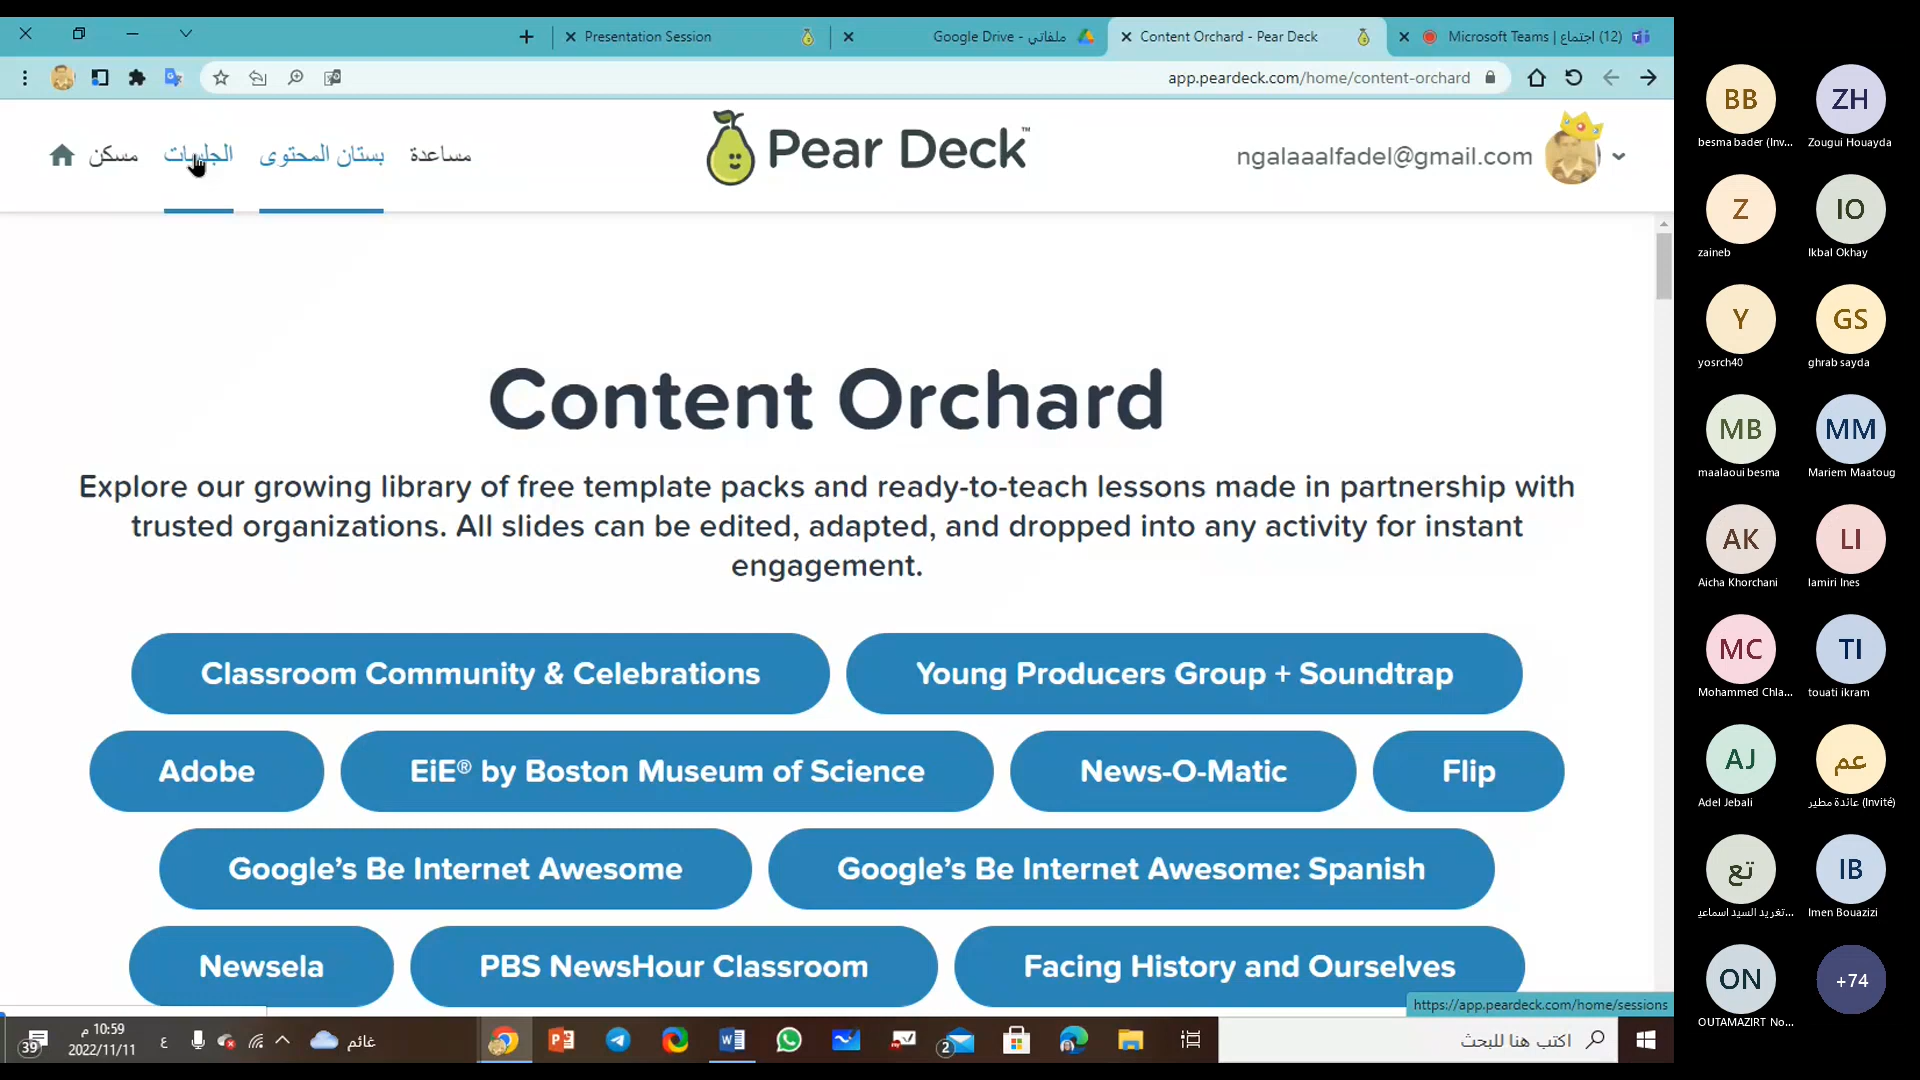 Presentation Session
ملفاتي - Google Drive
Content Orchard - Pear Deck
(12) اجتماع | Microsoft Teams
app.peardeck.com/home/content-orchard
مسكن
الجلسات
بستان المحتوى
مساعدة
Pear Deck™
ngalaaalfadel@gmail.com
Content Orchard
Explore our growing library of free template packs and ready-to-teach lessons made in partnership with
trusted organizations. All slides can be edited, adapted, and dropped into any activity for instant
engagement.
Classroom Community & Celebrations
Young Producers Group + Soundtrap
Adobe
EiE® by Boston Museum of Science
News-O-Matic
Flip
Google’s Be Internet Awesome
Google’s Be Internet Awesome: Spanish
Newsela
PBS NewsHour Classroom
Facing History and Ourselves
https://app.peardeck.com/home/sessions
39
10:59 م
2022/11/11
ع
غائم
2
اكتب هنا للبحث
BB
besma bader (Inv...
ZH
Zougui Houayda
Z
zaineb
IO
Ikbal Okhay
Y
yosrch40
GS
ghrab sayda
MB
maalaoui besma
MM
Mariem Maatoug
AK
Aicha Khorchani
LI
lamiri Ines
MC
Mohammed Chla...
TI
touati ikram
AJ
Adel Jebali
عم
عائدة مطير (Invité)
تع
تغريد السيد اسماعي...
IB
Imen Bouazizi
ON
OUTAMAZIRT No...
+74